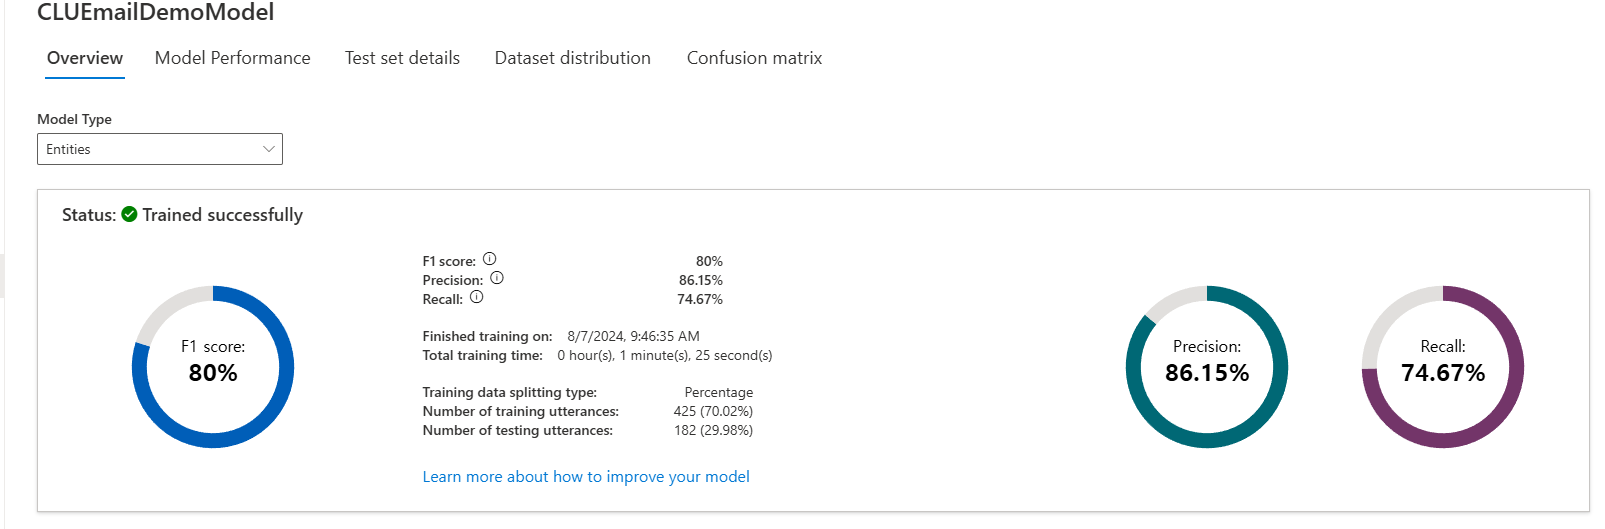 CLUEmailDemoModel
Overview Model Performance Test set details Dataset distribution Confusion matrix
Model Type
Entities
Status: Trained successfully
F1 score:
80%
F1 score: 80%
Precision: 86.15%
Recall: 74.67%
Finished training on: 8/7/2024, 9:46:35 AM
Total training time: 0 hour(s), 1 minute(s), 25 second(s)
Training data splitting type: Percentage
Number of training utterances: 425 (70.02%)
Number of testing utterances: 182 (29.98%)
Learn more about how to improve your model
Precision:
86.15%
Recall:
74.67%